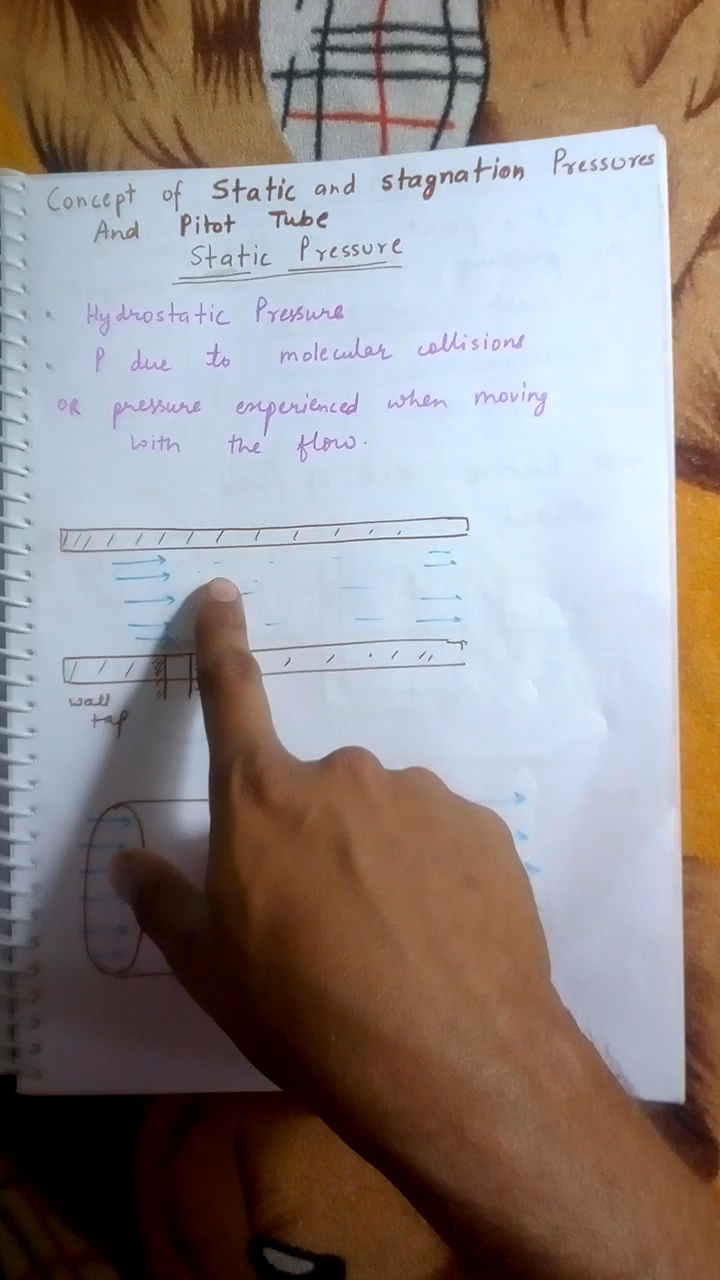 Concept of Static and stagnation Pressures
And Pitot Tube
Static Pressure
• Hydrostatic Pressure
• P due to molecular collisions
OR pressure experienced when moving
with the flow.
wall
tap